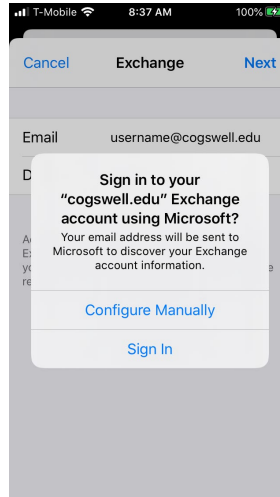 T-Mobile 8:37 AM 100%
Cancel Exchange Next
Email username@cogswell.edu
D
Sign in to your
“cogswell.edu” Exchange
account using Microsoft?
Your email address will be sent to
Microsoft to discover your Exchange
account information.
Configure Manually
Sign In